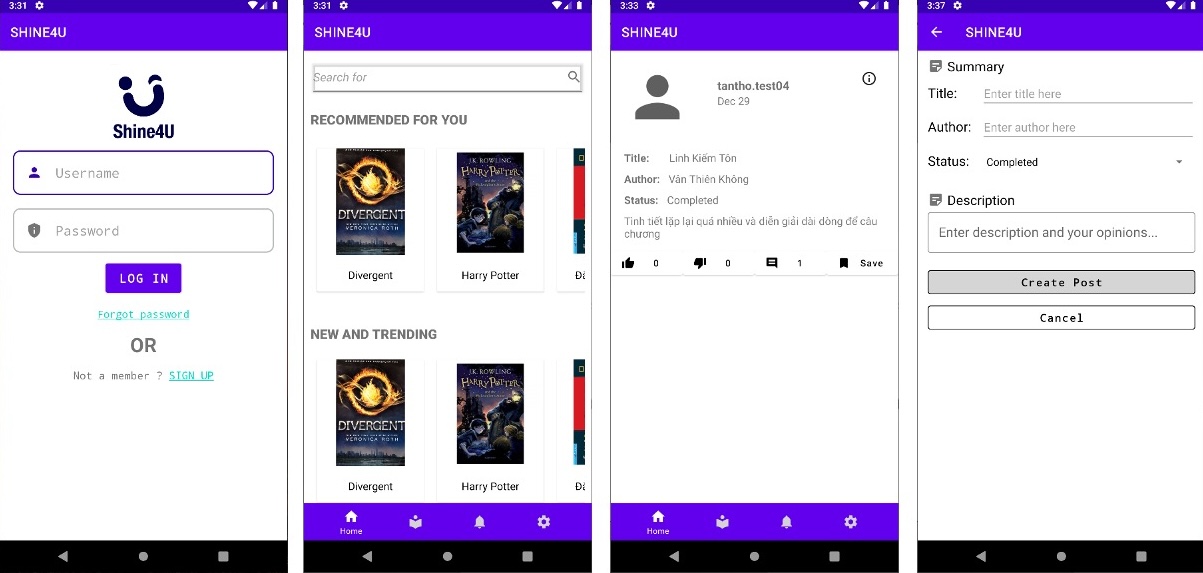 3:31
SHINE4U
Shine4U
Username
Password
LOG IN
Forgot password
OR
Not a member ? SIGN UP
3:31
SHINE4U
Search for
RECOMMENDED FOR YOU
DIVERGENT
VERONICA ROTH
J.K. ROWLING
HARRY POTTER
Divergent
Harry Potter
NEW AND TRENDING
DIVERGENT
VERONICA ROTH
J.K. ROWLING
HARRY POTTER
Divergent
Harry Potter
Home
3:33
SHINE4U
tantho.test04
Dec 29
Title: Linh Kiếm Tôn
Author: Vân Thiên Không
Status: Completed
Tình tiết lặp lại quá nhiều và diễn giải dài dòng để câu
chương
0 0 1 Save
Home
3:37
SHINE4U
Summary
Title: Enter title here
Author: Enter author here
Status: Completed
Description
Enter description and your opinions...
Create Post
Cancel